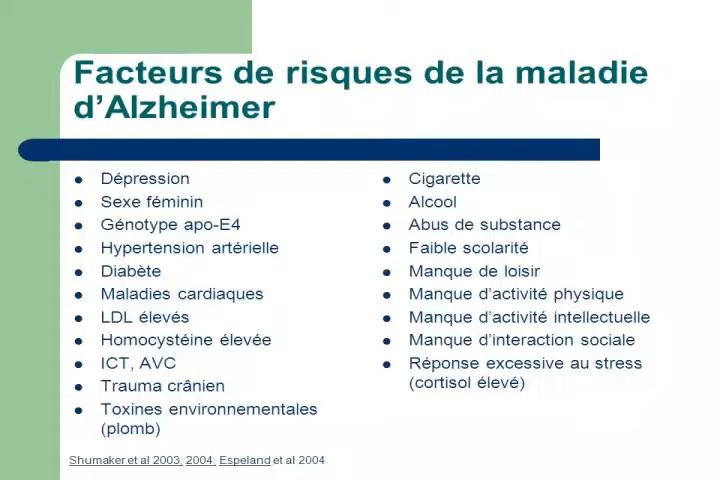 Facteurs de risques de la maladie
d’Alzheimer
Dépression
Sexe féminin
Génotype apo-E4
Hypertension artérielle
Diabète
Maladies cardiaques
LDL élevés
Homocystéine élevée
ICT, AVC
Trauma crânien
Toxines environnementales
(plomb)
Cigarette
Alcool
Abus de substance
Faible scolarité
Manque de loisir
Manque d’activité physique
Manque d’activité intellectuelle
Manque d’interaction sociale
Réponse excessive au stress
(cortisol élevé)
Shumaker et al 2003; 2004; Espeland et al 2004